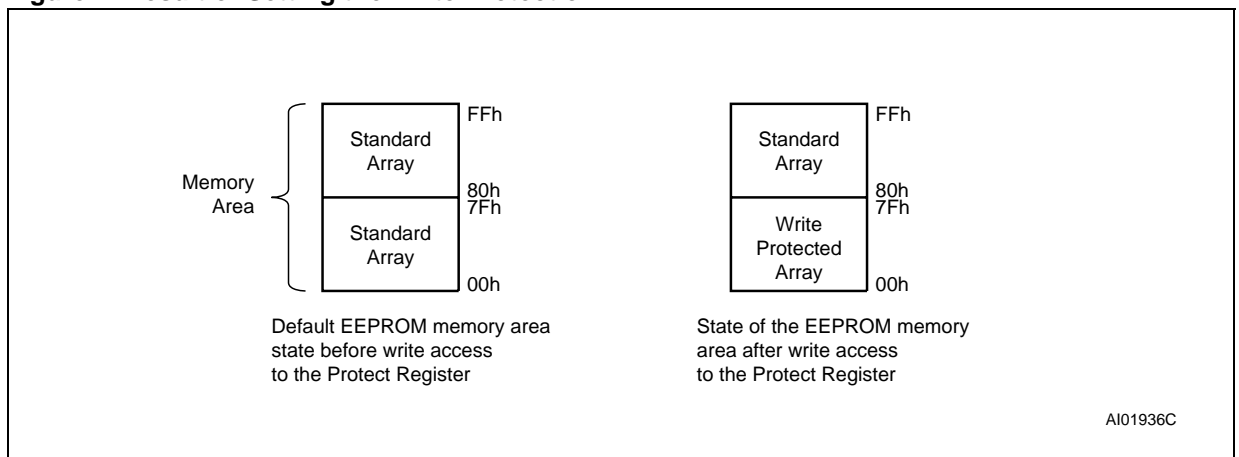 FFh
Standard
Array
80h
7Fh
Memory
Area
Standard
Array
00h
Default EEPROM memory area
state before write access
to the Protect Register
FFh
Standard
Array
80h
7Fh
Write
Protected
Array
00h
State of the EEPROM memory
area after write access
to the Protect Register
AI01936C